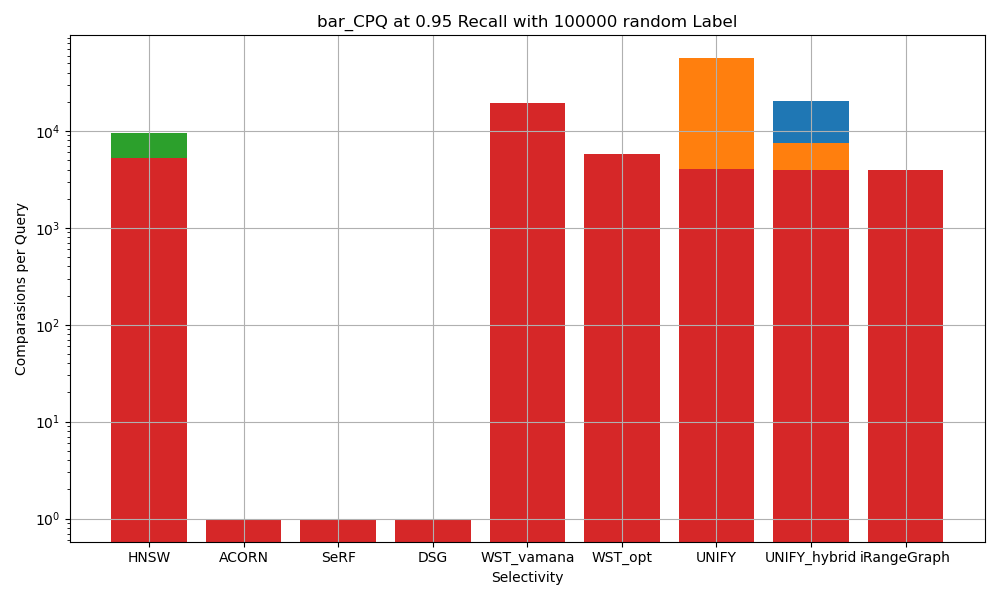 bar_CPQ at 0.95 Recall with 100000 random Label
Comparasions per Query
10^4
10^3
10^2
10^1
10^0
HNSW ACORN SeRF DSG WST_vamana WST_opt UNIFY UNIFY_hybrid iRangeGraph
Selectivity